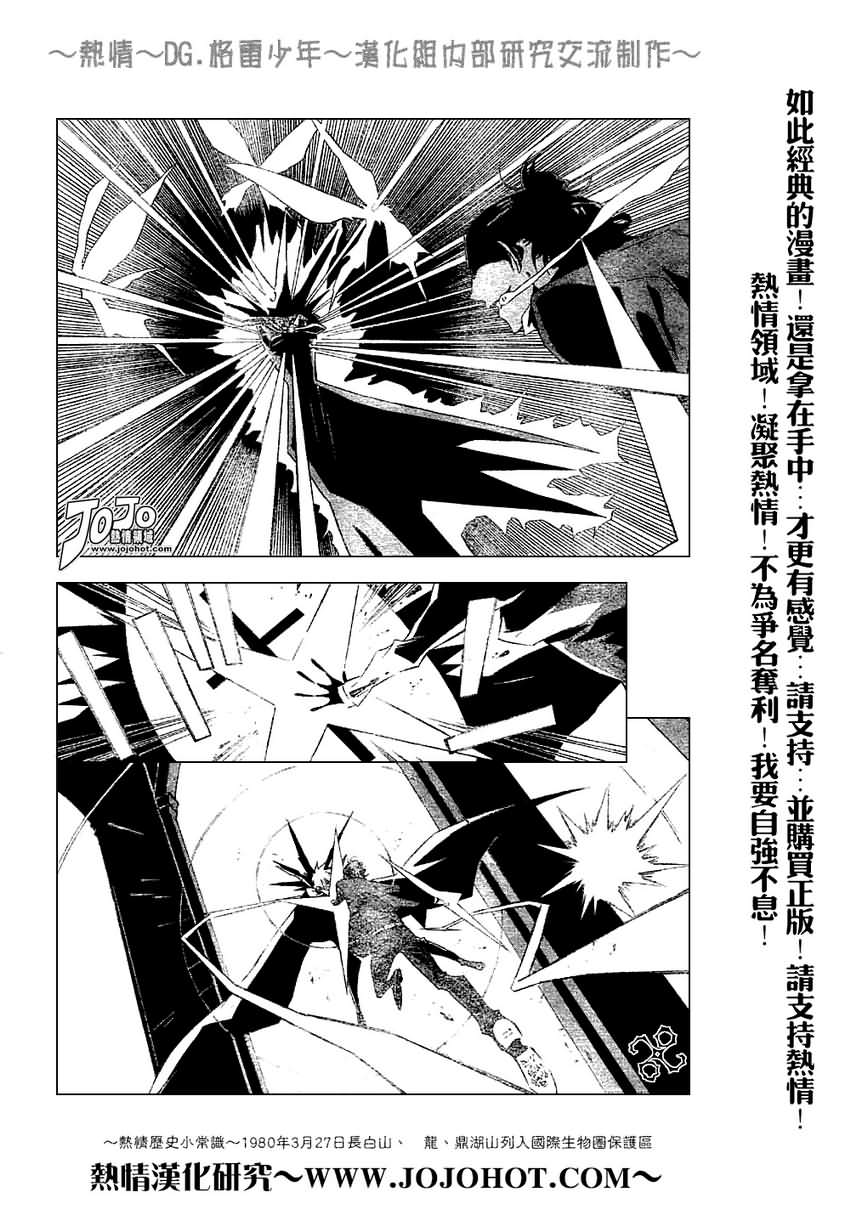 ～熱情～DG.格雷少年～漢化組內部研究交流制作～
如此經典的漫畫！還是拿在手中…才更有感覺…請支持…並購買正版！請支持熱情！
熱情領域！凝聚熱情！不為爭名奪利！我要自強不息！
JOJO
熱情領域
www.jojohot.com
～熱情歷史小常識～1980年3月27日長白山、　龍、鼎湖山列入國際生物圈保護區
熱情漢化研究～WWW.JOJOHOT.COM～